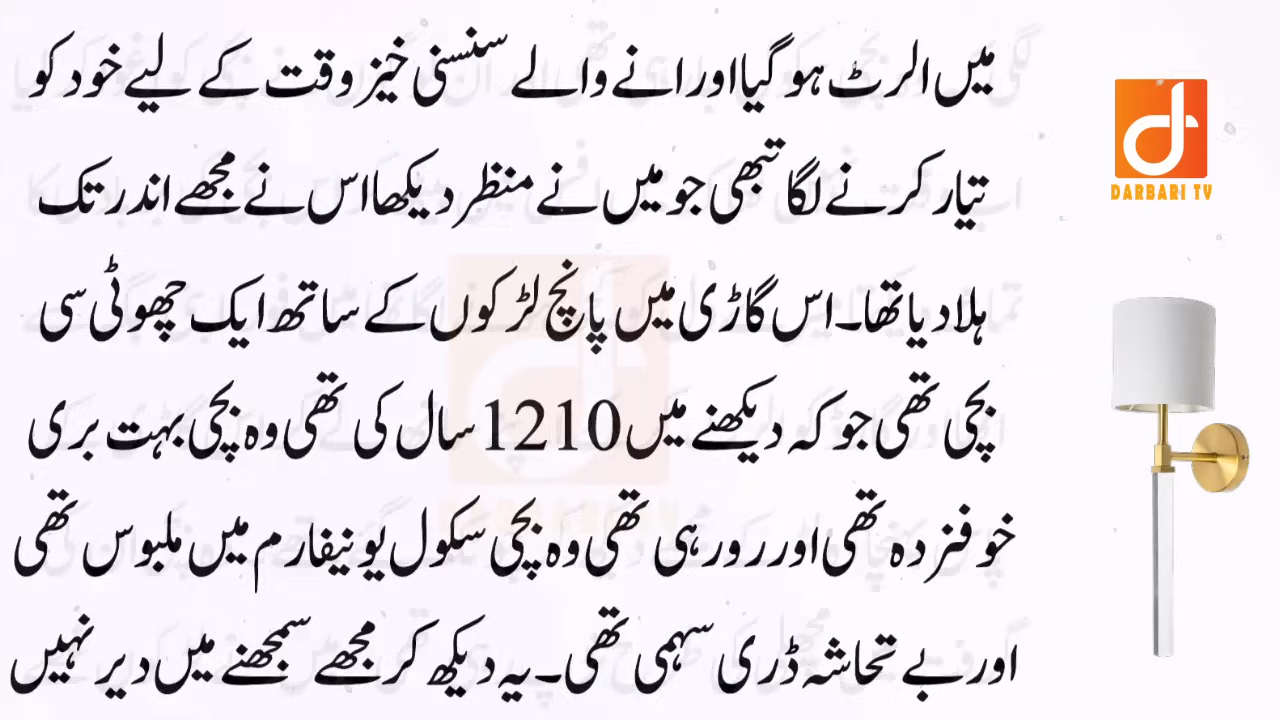 میں الرٹ ہو گیا اور انے والے سنسنی خیز وقت کے لیے خود کو
تیار کرنے لگا تبھی جو میں نے منظر دیکھا اس نے مجھے اندر تک
ہلا دیا تھا۔ اس گاڑی میں پانچ لڑکوں کے ساتھ ایک چھوٹی سی
بچی تھی جو کہ دیکھنے میں 1210 سال کی تھی وہ بچی بہت بری
خوفزدہ تھی اور رو رہی تھی وہ بچی سکول یونیفارم میں ملبوس تھی
اور بے تحاشہ ڈری سہمی تھی۔ یہ دیکھ کر مجھے سمجھنے میں دیر نہیں
DARBARI TV